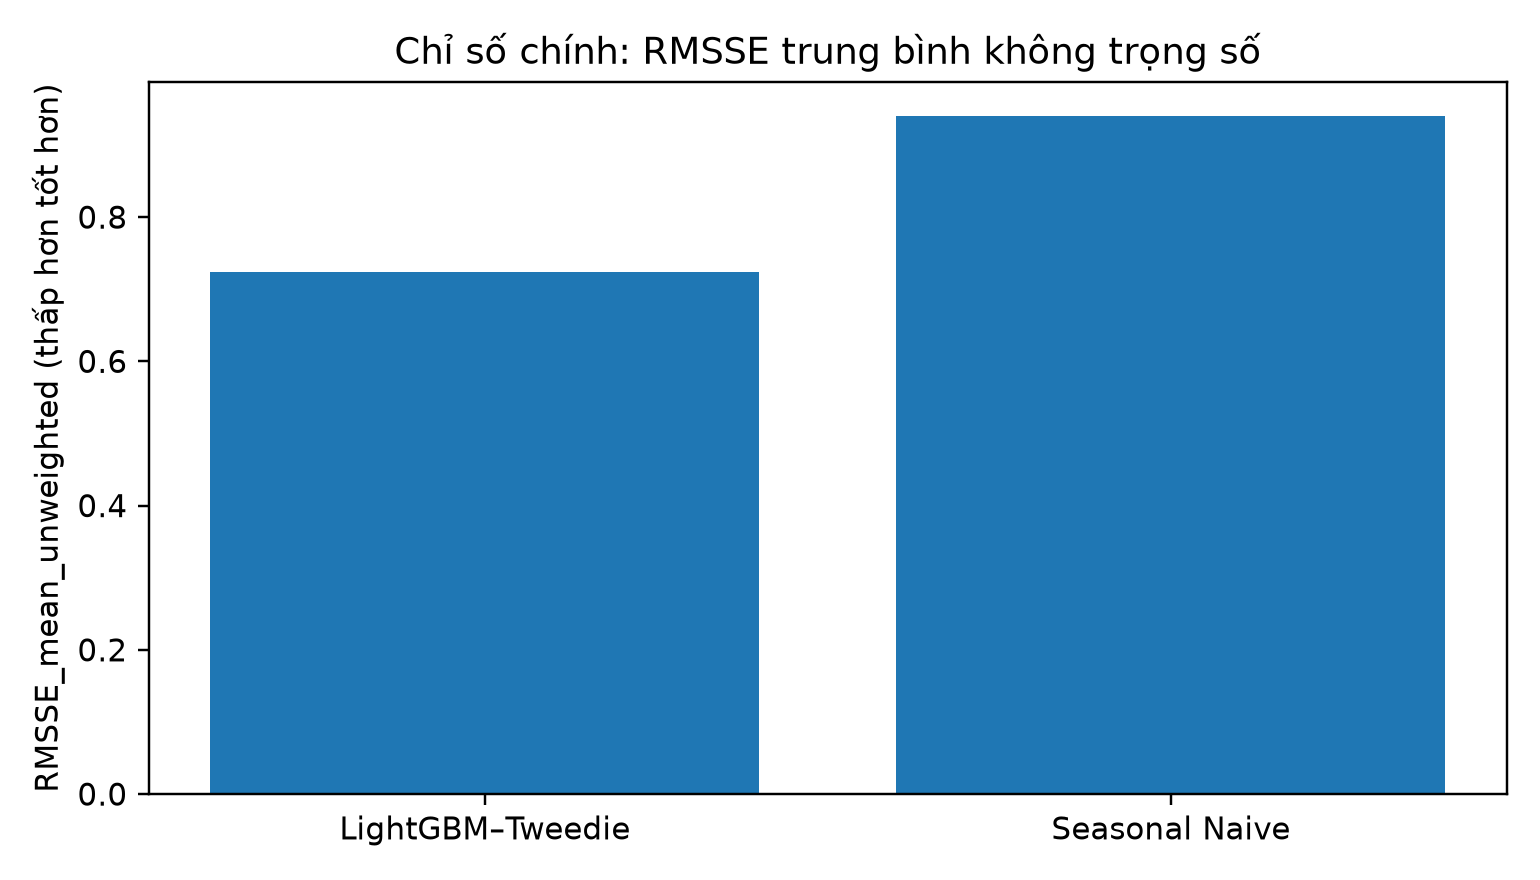 Chỉ số chính: RMSSE trung bình không trọng số
RMSSE_mean_unweighted (thấp hơn tốt hơn)
0.8
0.6
0.4
0.2
0.0
LightGBM–Tweedie
Seasonal Naive